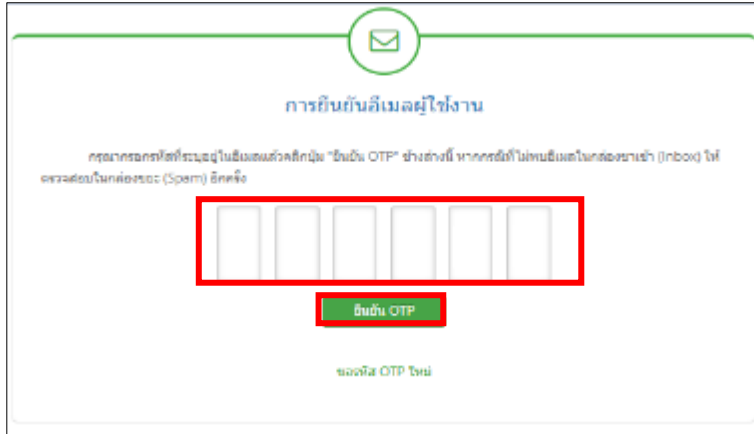 การยืนยันอีเมลผู้ใช้งาน
กรุณากรอกรหัสที่ระบุอยู่ในอีเมลแล้วคลิกปุ่ม "ยืนยัน OTP" ข้างล่างนี้ หากกรณีที่ไม่พบอีเมลในกล่องขาเข้า (Inbox) ให้
ตรวจสอบในกล่องขยะ (Spam) อีกครั้ง
ยืนยัน OTP
ขอรหัส OTP ใหม่